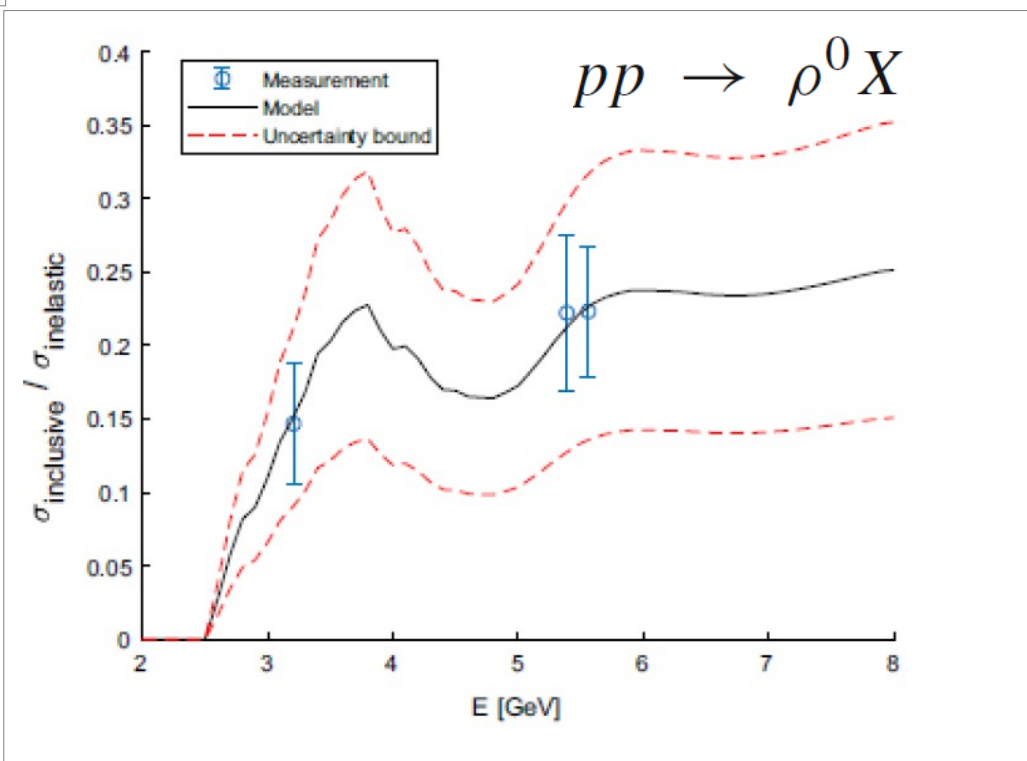 pp → ρ⁰X
Measurement
Model
Uncertainty bound
0.4
0.35
0.3
0.25
0.2
0.15
0.1
0.05
0
σinclusive / σinelastic
2 3 4 5 6 7 8
E [GeV]